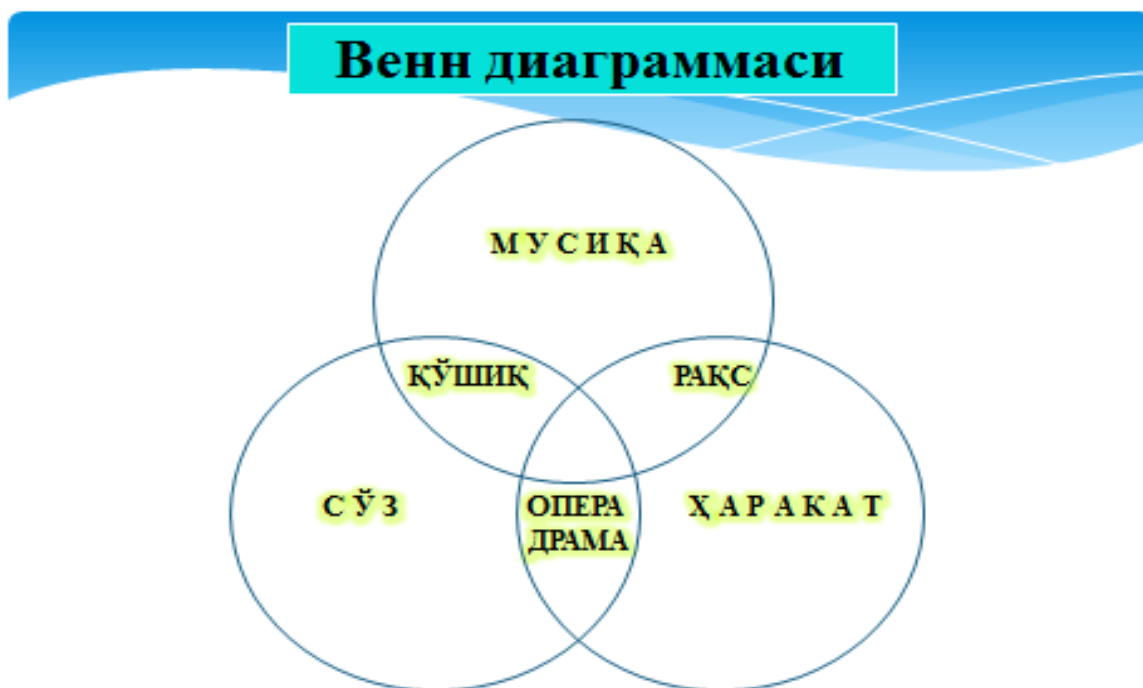 Венн диаграммаси
М У С И Қ А
ҚЎШИҚ
РАҚС
С Ў З
ОПЕРА
ДРАМА
Ҳ А Р А К А Т